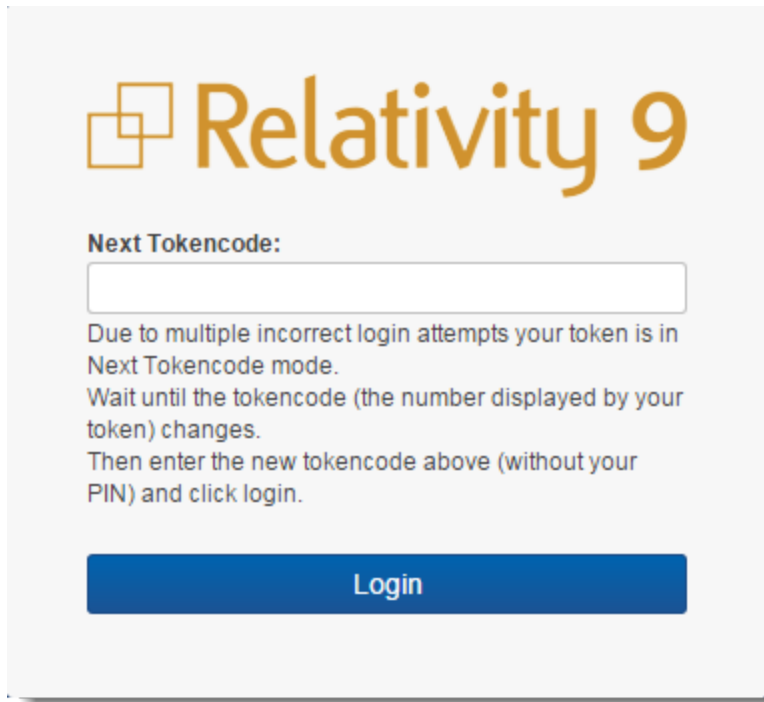 Relativity 9
Next Tokencode:
Due to multiple incorrect login attempts your token is in
Next Tokencode mode.
Wait until the tokencode (the number displayed by your
token) changes.
Then enter the new tokencode above (without your
PIN) and click login.
Login